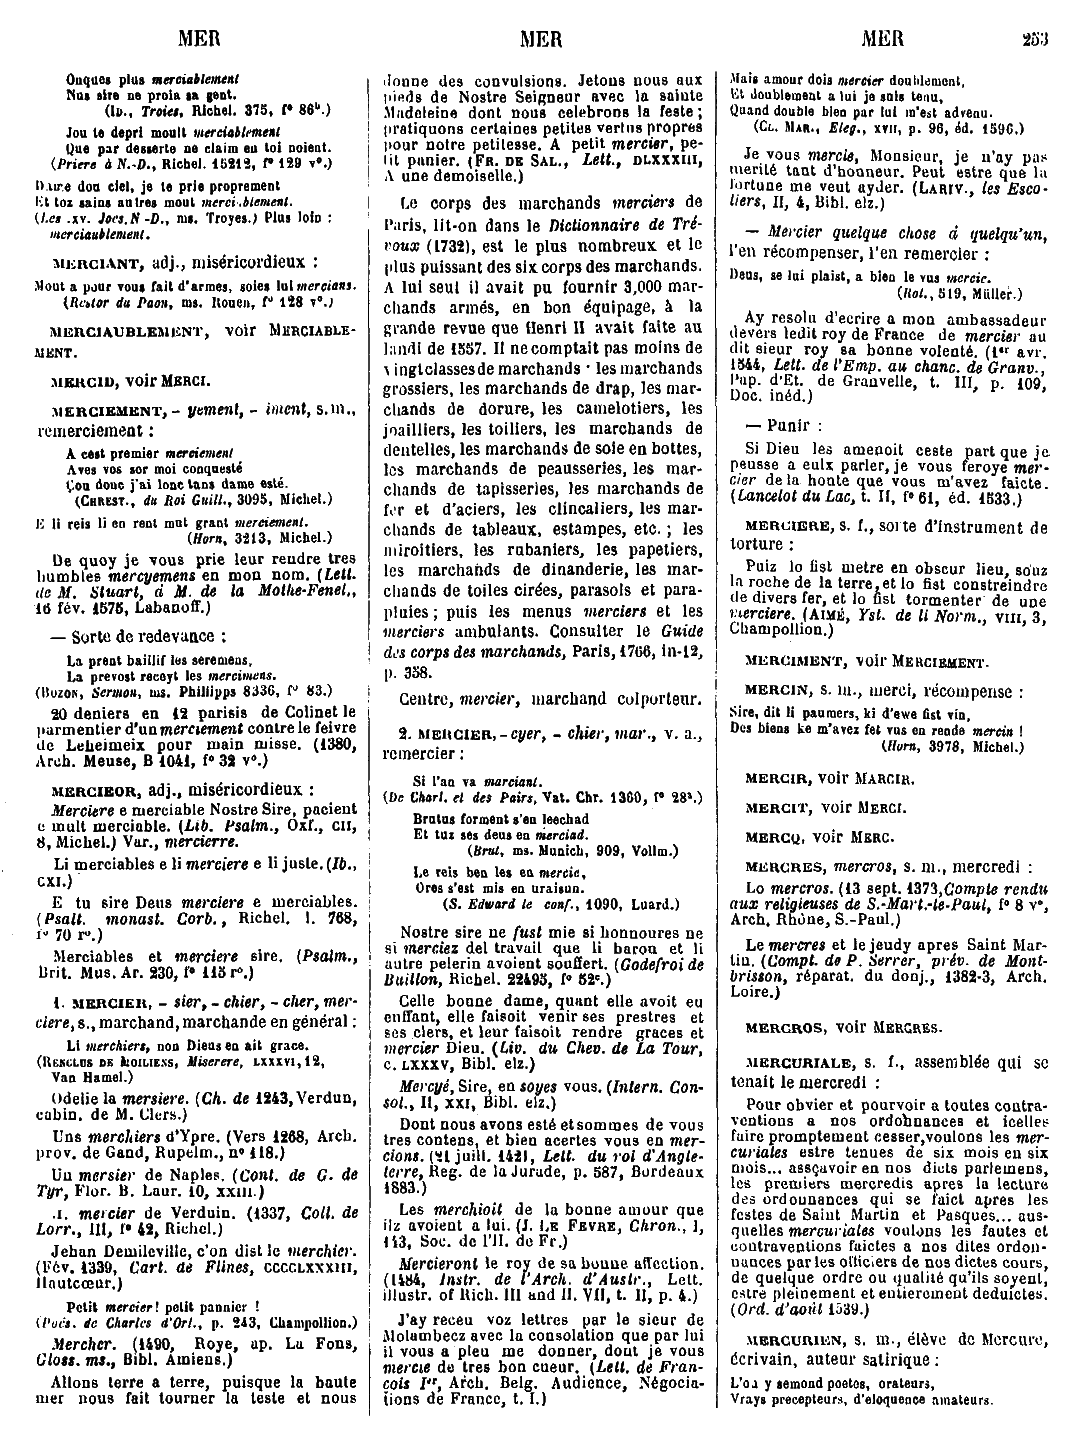 MER
MER
MER
253
Onques plus merciablement
Nus sire ne proia sa gent.
(ID., Troies, Richel. 375, f° 86b.)
Jou te depri moult merciablement
Que par desserte ne claim en toi noient.
(Priere à N.-D., Richel. 15212, f° 129 v°.)
Dame dou ciel, je te prie proprement
Et toz sains autres mout merciablement.
(Les .xv. Joes N.-D., ms. Troyes.) Plus loin :
merciaublement.
MERCIANT, adj., miséricordieux :
Mout a pour vous fait d'armes, soies lui mercians.
(Restor du Paon, ms. Rouen, f° 128 v°.)
MERCIAUBLEMENT, voir MERCIABLE-
MENT.
MERCID, voir MERCI.
MERCIEMENT, - yement, - iment, s. m.,
remerciement :
A cest premier merciement
Aves vos sor moi conquesté
Çou donc j'ai lonc tans dame esté.
(CHREST., du Roi Guill., 3095, Michel.)
E li reis li en rent mut grant merciement.
(Horn, 3213, Michel.)
De quoy je vous prie leur rendre tres
humbles mercyemens en mon nom. (Lett.
de M. Stuart, à M. de la Mothe-Fenel.,
16 fév. 1575, Labanoff.)
— Sorte de redevance :
La prent baillif les seremens,
La prevost reçoyt les mercimens.
(BOZON, Sermon, ms. Phillipps 8336, f° 83.)
20 deniers en 12 parisis de Colinet le
parmentier d'un merciement contre le feivre
de Leheimeix pour main misse. (1380,
Arch. Meuse, B 1041, f° 32 v°.)
MERCIEOR, adj., miséricordieux :
Merciere e merciable Nostre Sire, pacient
e mult merciable. (Lib. Psalm., Oxf., CII,
8, Michel.) Var., mercierre.
Li merciables e li merciere e li juste. (Ib.,
CXI.)
E tu sire Deus merciere e merciables.
(Psalt. monast. Corb., Richel. l. 768,
f° 70 r°.)
Merciables et merciere sire. (Psalm.,
Brit. Mus. Ar. 230, f° 115 r°.)
1. MERCIER, - sier, - chier, - cher, mer-
ciere, s., marchand, marchande en général :
Li merchiers, non Dieus en ait grace.
(RENCLUS DE MOILIENS, Miserere, LXXXVI, 12,
Van Hamel.)
Odelie la mersiere. (Ch. de 1243, Verdun,
cabin. de M. Clers.)
Uns merchiers d'Ypre. (Vers 1268, Arch.
prov. de Gand, Rupelm., n° 118.)
Un mersier de Naples. (Cont. de G. de
Tyr, Flor. B. Laur. 10, XXIII.)
.I. mercier de Verduin. (1337, Coll. de
Lorr., III, f° 42, Richel.)
Jehan Demileville, c'on dist le merchier.
(Fév. 1339, Cart. de Flines, CCCCLXXXIII,
Hautcœur.)
Petit mercier ! petit pannier !
(Poés. de Charles d'Orl., p. 243, Champollion.)
Mercher. (1490, Roye, ap. La Fons,
Gloss. ms., Bibl. Amiens.)
Allons terre a terre, puisque la haute
mer nous fait tourner la teste et nous
donne des convulsions. Jetons nous aux
pieds de Nostre Seigneur avec la sainte
Madeleine dont nous celebrons la feste ;
pratiquons certaines petites vertus propres
pour notre petitesse. A petit mercier, pe-
tit panier. (FR. DE SAL., Lett., DLXXXIII,
A une demoiselle.)
Le corps des marchands merciers de
Paris, lit-on dans le Dictionnaire de Tré-
voux (1732), est le plus nombreux et le
plus puissant des six corps des marchands.
A lui seul il avait pu fournir 3,000 mar-
chands armés, en bon équipage, à la
grande revue que Henri II avait faite au
landi de 1557. Il ne comptait pas moins de
vingt classes de marchands : les marchands
grossiers, les marchands de drap, les mar-
chands de dorure, les camelotiers, les
joailliers, les toiliers, les marchands de
dentelles, les marchands de soie en bottes,
les marchands de peausseries, les mar-
chands de tapisseries, les marchands de
fer et d'aciers, les clincaliers, les mar-
chands de tableaux, estampes, etc. ; les
miroitiers, les rubaniers, les papetiers,
les marchands de dinanderie, les mar-
chands de toiles cirées, parasols et para-
pluies ; puis les menus merciers et les
merciers ambulants. Consulter le Guide
des corps des marchands, Paris, 1766, in-12,
p. 358.
Centre, mercier, marchand colporteur.
2. MERCIER, - cyer, - chier, mar., v. a.,
remercier :
Si l'an va marciant.
(De Charl. et des Pairs, Vat. Chr. 1360, f° 28a.)
Brutus forment s'en leechad
Et tuz ses deus en merciad.
(Brut, ms. Munich, 909, Vollm.)
Le reis ben les en mercie,
Ores s'est mis en uraisun.
(S. Edward le conf., 1090, Luard.)
Nostre sire ne fust mie si honnoures ne
si merciez del travail que li baron et li
autre pelerin avoient souffert. (Godefroi de
Buillon, Richel. 22495, f° 52c.)
Celle bonne dame, quant elle avoit eu
enffant, elle faisoit venir ses prestres et
ses clers, et leur faisoit rendre graces et
mercier Dieu. (Liv. du Chev. de La Tour,
c. LXXXV, Bibl. elz.)
Mercyé, Sire, en soyes vous. (Intern. Con-
sol., II, XXI, Bibl. elz.)
Dont nous avons esté et sommes de vous
tres contens, et bien acertes vous en mer-
cions. (21 juill. 1421, Lett. du roi d'Angle-
terre, Reg. de la Jurade, p. 587, Bordeaux
1883.)
Les merchioit de la bonne amour que
ilz avoient a lui. (J. LE FEVRE, Chron., I,
143, Soc. de l'H. de Fr.)
Mercieront le roy de sa bonne affection.
(1484, Instr. de l'Arch. d'Austr., Lett.
illustr. of Rich. III and H. VII, t. II, p. 4.)
J'ay receu voz lettres par le sieur de
Molambecz avec la consolation que par lui
il vous a pleu me donner, dont je vous
mercie de tres bon cueur. (Lett. de Fran-
cois Ier, Arch. Belg. Audience, Négocia-
tions de France, t. I.)
Mais amour dois mercier doublement,
Et doublement a lui je suis tenu,
Quand double bien par lui m'est advenu.
(CL. MAR., Eleg., XVII, p. 96, éd. 1596.)
Je vous mercie, Monsieur, je n'ay pas
merité tant d'honneur. Peut estre que la
fortune me veut ayder. (LARIV., les Esco-
liers, II, 4, Bibl. elz.)
— Mercier quelque chose à quelqu'un,
l'en récompenser, l'en remercier :
Deus, se lui plaist, a bien le vus mercie.
(Rol., 519, Müller.)
Ay resolu d'ecrire a mon ambassadeur
devers ledit roy de France de mercier au
dit sieur roy sa bonne volenté. (1er avr.
1544, Lett. de l'Emp. au chanc. de Granv.,
Pap. d'Et. de Granvelle, t. III, p. 109,
Doc. inéd.)
— Punir :
Si Dieu les amenoit ceste part que je
peusse a eulx parler, je vous feroye mer-
cier de la honte que vous m'avez faicte.
(Lancelot du Lac, t. II, f° 61, éd. 1533.)
MERCIERE, s. f., sorte d'instrument de
torture :
Puiz lo fist metre en obscur lieu, souz
la roche de la terre, et lo fist constreindre
de divers fer, et lo fist tormenter de une
merciere. (AIMÉ, Yst. de li Norm., VIII, 3,
Champollion.)
MERCIMENT, voir MERCIEMENT.
MERCIN, s. m., merci, récompense :
Sire, dit li paumers, ki d'ewe fist vin,
Des biens ke m'avez fet vus en rende mercin !
(Horn, 3978, Michel.)
MERCIR, voir MARCIR.
MERCIT, voir MERCI.
MERCQ, voir MERC.
MERCRES, mercros, s. m., mercredi :
Lo mercros. (13 sept. 1373, Compte rendu
aux religieuses de S.-Mart.-le-Paul, f° 8 v°,
Arch. Rhône, S.-Paul.)
Le mercres et le jeudy apres Saint Mar-
tin. (Compt. de P. Serrer, prév. de Mont-
brisson, réparat. du donj., 1382-3, Arch.
Loire.)
MERCROS, voir MERCRES.
MERCURIALE, s. f., assemblée qui se
tenait le mercredi :
Pour obvier et pourvoir a toutes contra-
ventions a nos ordonnances et icelles
faire promptement cesser, voulons les mer-
curiales estre tenues de six mois en six
mois... assçavoir en nos dicts parlemens,
les premiers mercredis apres la lecture
des ordonnances qui se faict apres les
festes de Saint Martin et Pasques... aus-
quelles mercuriales voulons les fautes et
contraventions faictes a nos dites ordon-
nances par les officiers de nos dictes cours,
de quelque ordre ou qualité qu'ils soyent,
estre pleinement et entierement deduictes.
(Ord. d'août 1539.)
MERCURIEN, s. m., élève de Mercure,
écrivain, auteur satirique :
L'on y semond poetes, orateurs,
Vrays precepteurs, d'eloquence amateurs.